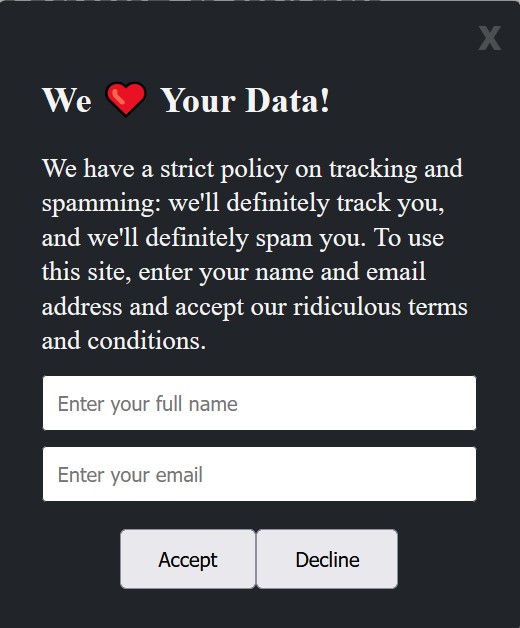 X
We ❤️ Your Data!
We have a strict policy on tracking and
spamming: we'll definitely track you,
and we'll definitely spam you. To use
this site, enter your name and email
address and accept our ridiculous terms
and conditions.
Enter your full name
Enter your email
Accept Decline